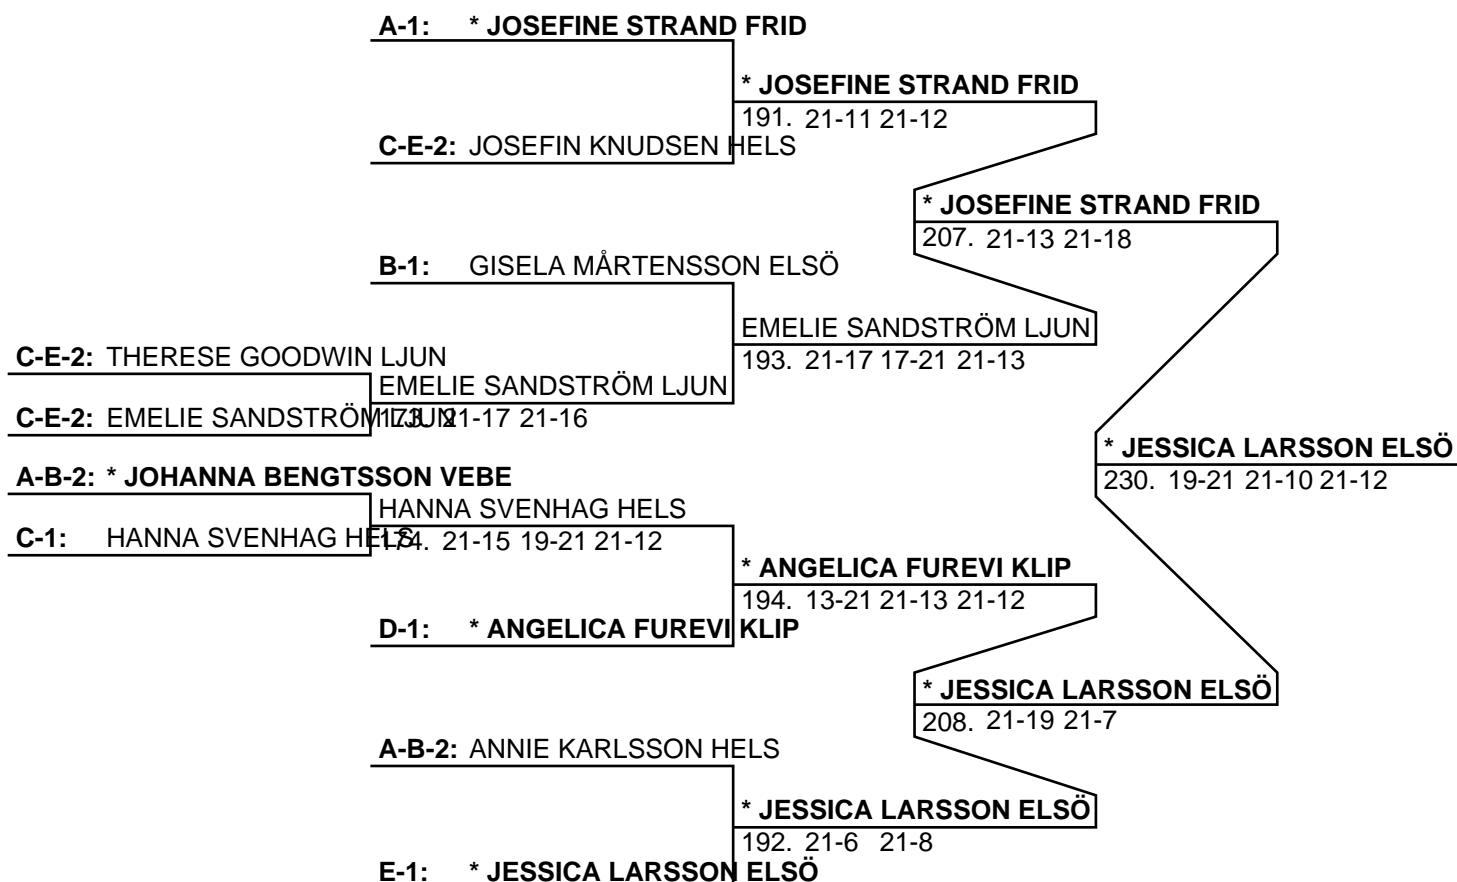 A-1: * JOSEFINE STRAND FRID
* JOSEFINE STRAND FRID
191. 21-11 21-12
C-E-2: JOSEFIN KNUDSEN HELS
* JOSEFINE STRAND FRID
207. 21-13 21-18
B-1: GISELA MÅRTENSSON ELSÖ
EMELIE SANDSTRÖM LJUN
193. 21-17 17-21 21-13
C-E-2: THERESE GOODWIN LJUN
EMELIE SANDSTRÖM LJUN
C-E-2: EMELIE SANDSTRÖM LJUN
173. 21-17 21-16
* JESSICA LARSSON ELSÖ
230. 19-21 21-10 21-12
A-B-2: * JOHANNA BENGTSSON VEBE
HANNA SVENHAG HELS
C-1: HANNA SVENHAG HELS
174. 21-15 19-21 21-12
* ANGELICA FUREVI KLIP
194. 13-21 21-13 21-12
D-1: * ANGELICA FUREVI KLIP
* JESSICA LARSSON ELSÖ
208. 21-19 21-7
A-B-2: ANNIE KARLSSON HELS
* JESSICA LARSSON ELSÖ
192. 21-6 21-8
E-1: * JESSICA LARSSON ELSÖ